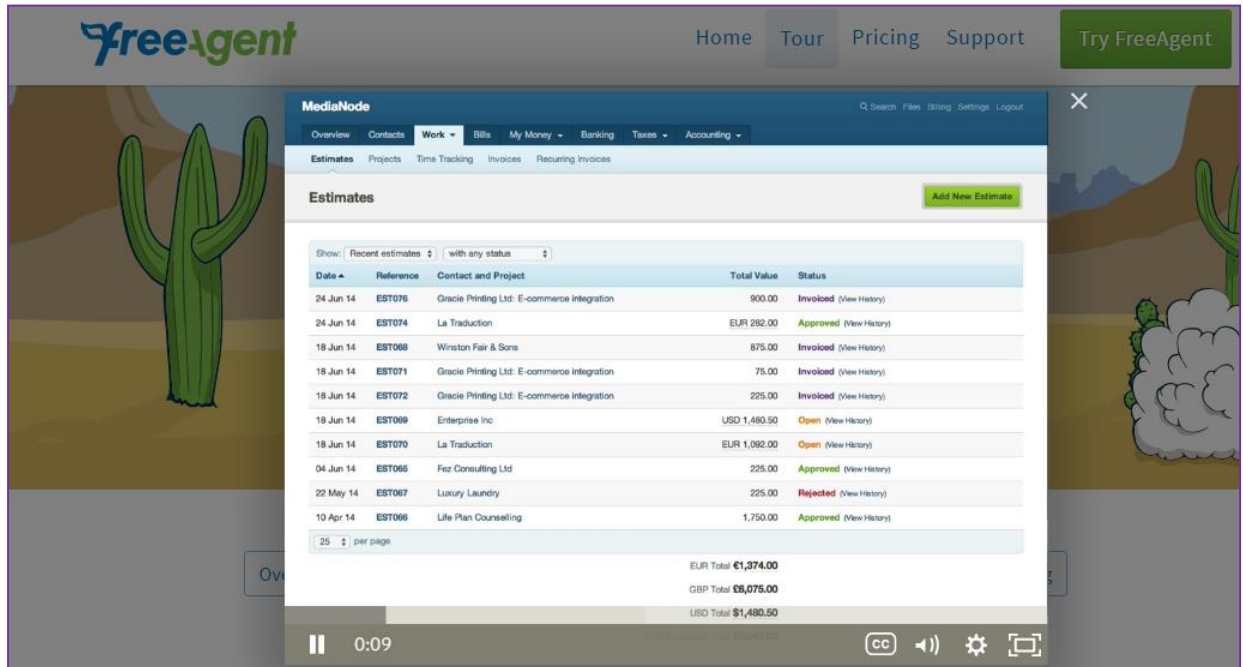 FreeAgent
Home Tour Pricing Support Try FreeAgent
MediaNode
Search Files Billing Settings Logout
Overview Contacts Work Bills My Money Banking Taxes Accounting
Estimates Projects Time Tracking Invoices Recurring Invoices
Estimates Add New Estimate
Show: Recent estimates with any status
Date Reference Contact and Project Total Value Status
24 Jun 14 EST076 Gracie Printing Ltd: E-commerce integration 900.00 Invoiced (View History)
24 Jun 14 EST074 La Traduction EUR 282.00 Approved (View History)
18 Jun 14 EST068 Winston Fair & Sons 875.00 Invoiced (View History)
18 Jun 14 EST071 Gracie Printing Ltd: E-commerce integration 75.00 Invoiced (View History)
18 Jun 14 EST072 Gracie Printing Ltd: E-commerce integration 225.00 Invoiced (View History)
18 Jun 14 EST069 Enterprise Inc USD 1,480.50 Open (View History)
18 Jun 14 EST070 La Traduction EUR 1,092.00 Open (View History)
04 Jun 14 EST065 Fez Consulting Ltd 225.00 Approved (View History)
22 May 14 EST067 Luxury Laundry 225.00 Rejected (View History)
10 Apr 14 EST066 Life Plan Counselling 1,750.00 Approved (View History)
25 per page
EUR Total €1,374.00
GBP Total £6,075.00
USD Total $1,480.50
0:09 CC